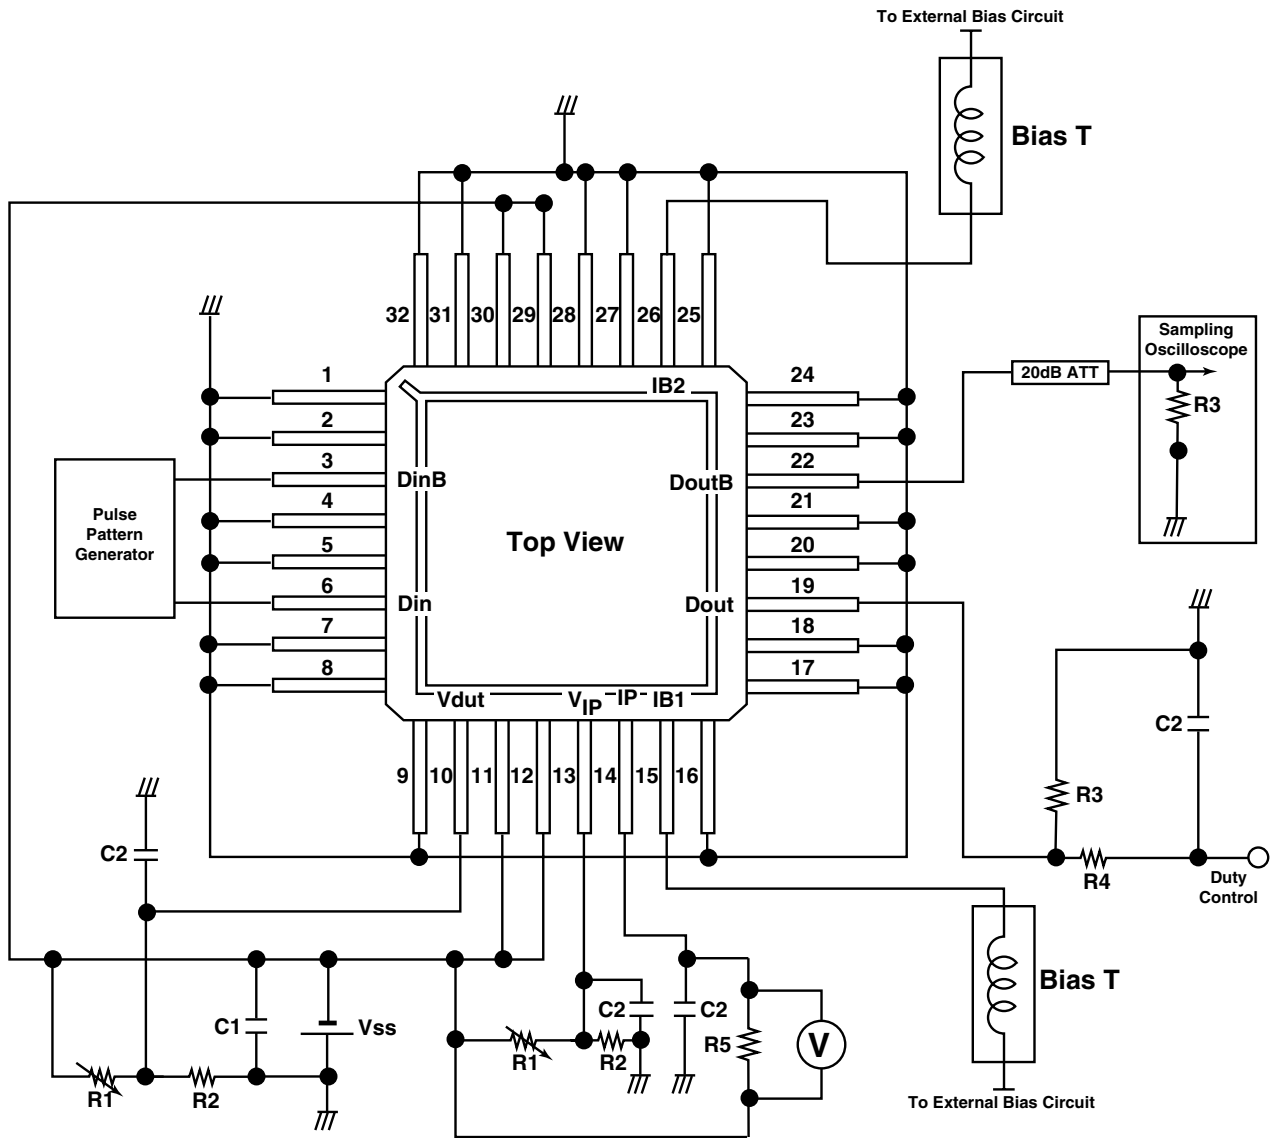 To External Bias Circuit
Bias T
32 31 30 29 28 27 26 25
Sampling
Oscilloscope
20dB ATT
R3
1
2
3
4
5
6
7
8
IB2
24
23
22
21
20
19
18
17
DinB
DoutB
Pulse
Pattern
Generator
Top View
Din
Dout
Vdut
VIP
IP
IB1
9 10 11 12 13 14 15 16
C2
R3
R4
Duty
Control
C2
C1
Vss
R1
R2
C2
R1
R2
C2
R5
V
Bias T
To External Bias Circuit